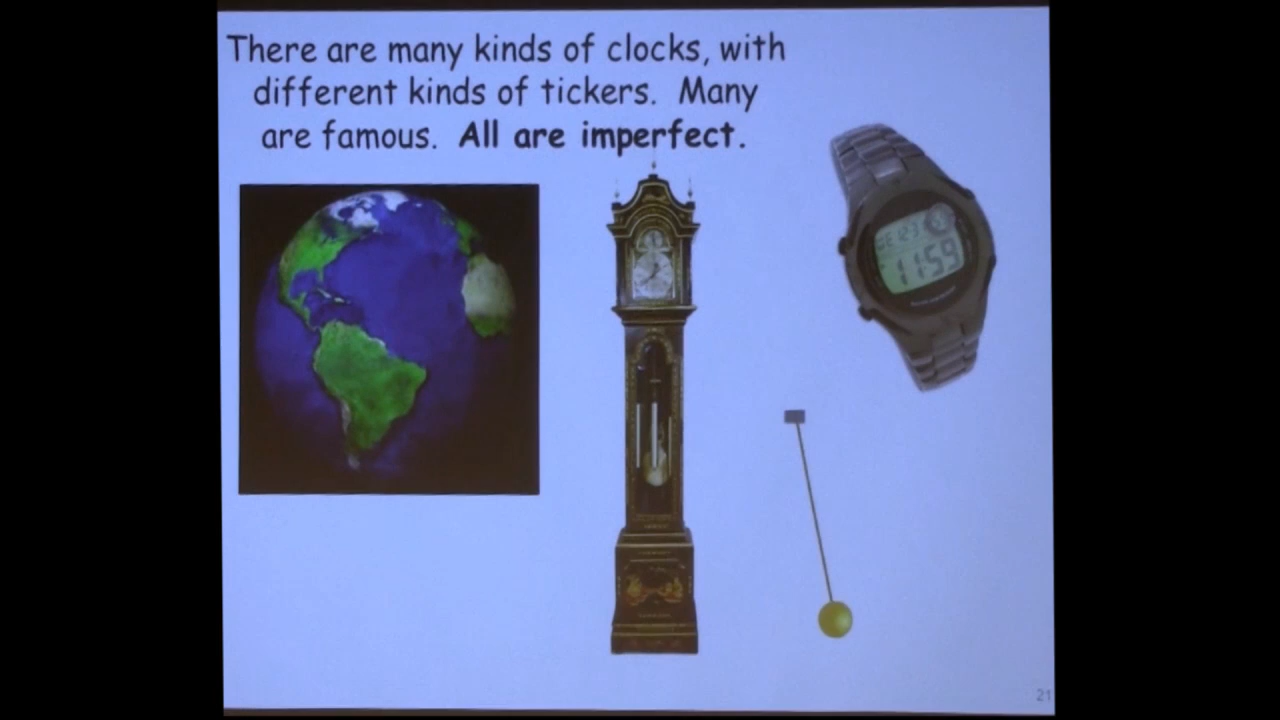 There are many kinds of clocks, with
different kinds of tickers. Many
are famous. All are imperfect.
11:59
21